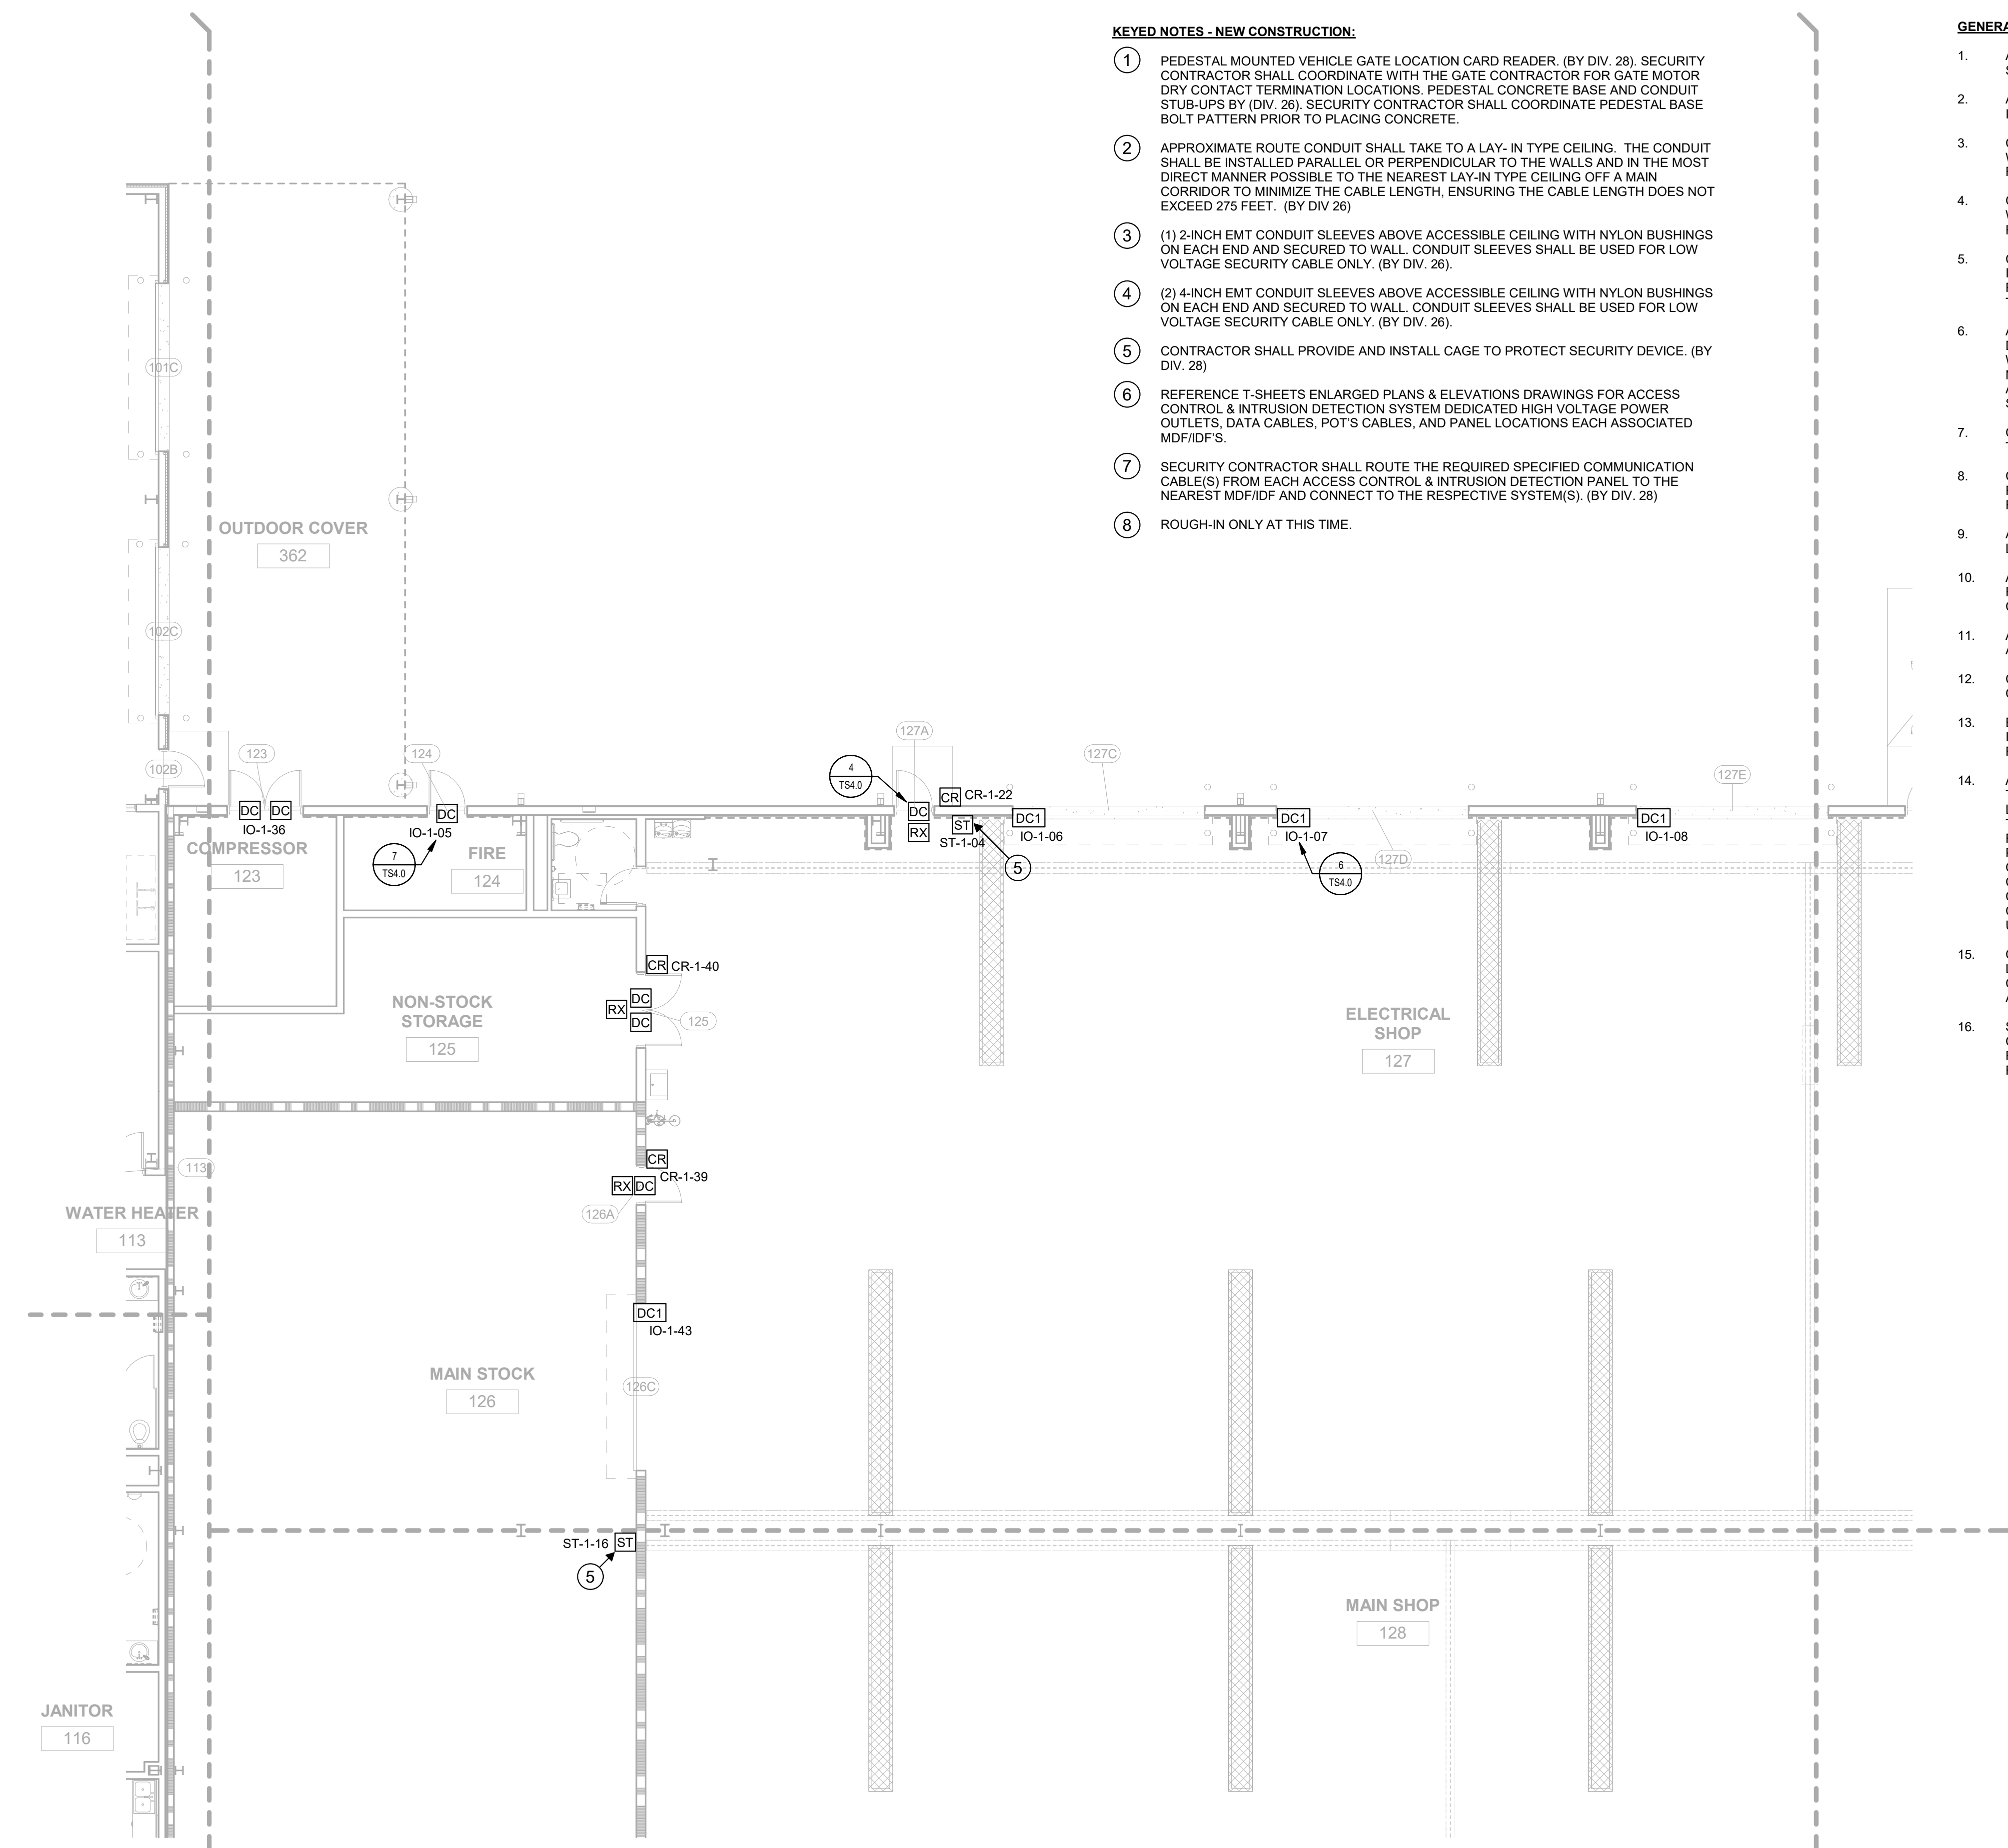 KEYED NOTES - NEW CONSTRUCTION:
1
PEDESTAL MOUNTED VEHICLE GATE LOCATION CARD READER. (BY DIV. 28). SECURITY
CONTRACTOR SHALL COORDINATE WITH THE GATE CONTRACTOR FOR GATE MOTOR
DRY CONTACT TERMINATION LOCATIONS. PEDESTAL CONCRETE BASE AND CONDUIT
STUB-UPS BY (DIV. 26). SECURITY CONTRACTOR SHALL COORDINATE PEDESTAL BASE
BOLT PATTERN PRIOR TO PLACING CONCRETE.
2
APPROXIMATE ROUTE CONDUIT SHALL TAKE TO A LAY- IN TYPE CEILING. THE CONDUIT
SHALL BE INSTALLED PARALLEL OR PERPENDICULAR TO THE WALLS AND IN THE MOST
DIRECT MANNER POSSIBLE TO THE NEAREST LAY-IN TYPE CEILING OFF A MAIN
CORRIDOR TO MINIMIZE THE CABLE LENGTH, ENSURING THE CABLE LENGTH DOES NOT
EXCEED 275 FEET. (BY DIV 26)
3
(1) 2-INCH EMT CONDUIT SLEEVES ABOVE ACCESSIBLE CEILING WITH NYLON BUSHINGS
ON EACH END AND SECURED TO WALL. CONDUIT SLEEVES SHALL BE USED FOR LOW
VOLTAGE SECURITY CABLE ONLY. (BY DIV. 26).
4
(2) 4-INCH EMT CONDUIT SLEEVES ABOVE ACCESSIBLE CEILING WITH NYLON BUSHINGS
ON EACH END AND SECURED TO WALL. CONDUIT SLEEVES SHALL BE USED FOR LOW
VOLTAGE SECURITY CABLE ONLY. (BY DIV. 26).
5
CONTRACTOR SHALL PROVIDE AND INSTALL CAGE TO PROTECT SECURITY DEVICE. (BY
DIV. 28)
6
REFERENCE T-SHEETS ENLARGED PLANS & ELEVATIONS DRAWINGS FOR ACCESS
CONTROL & INTRUSION DETECTION SYSTEM DEDICATED HIGH VOLTAGE POWER
OUTLETS, DATA CABLES, POT'S CABLES, AND PANEL LOCATIONS EACH ASSOCIATED
MDF/IDF'S.
7
SECURITY CONTRACTOR SHALL ROUTE THE REQUIRED SPECIFIED COMMUNICATION
CABLE(S) FROM EACH ACCESS CONTROL & INTRUSION DETECTION PANEL TO THE
NEAREST MDF/IDF AND CONNECT TO THE RESPECTIVE SYSTEM(S). (BY DIV. 28)
8
ROUGH-IN ONLY AT THIS TIME.
1.
2.
3.
4.
5.
6.
7.
8.
9.
10.
11.
12.
13.
14.
15.
16.
101C
OUTDOOR COVER
362
102C
102B
123
124
127A
127C
127E
4
TS4.0
DC DC
IO-1-36
DC
IO-1-05
DC
RX
CR CR-1-22
ST
ST-1-04
DC1
IO-1-06
DC1
IO-1-07
DC1
IO-1-08
5
127D
6
TS4.0
7
TS4.0
COMPRESSOR
123
FIRE
124
CR CR-1-40
DC
RX
DC
125
NON-STOCK
STORAGE
125
ELECTRICAL
SHOP
127
113
CR
CR-1-39
RX DC
126A
WATER HEATER
113
DC1
IO-1-43
MAIN STOCK
126
126C
ST-1-16 ST
5
MAIN SHOP
128
JANITOR
116